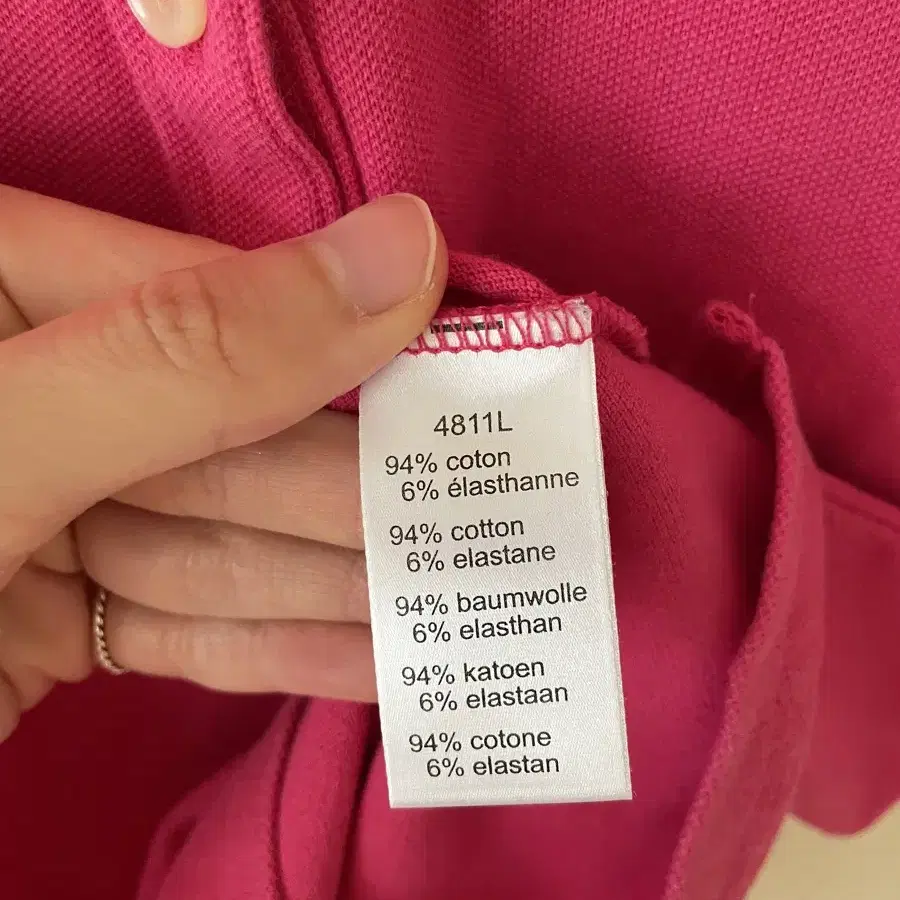 4811L
94% coton
6% élasthanne
94% cotton
6% elastane
94% baumwolle
6% elasthan
94% katoen
6% elastaan
94% cotone
6% elastan